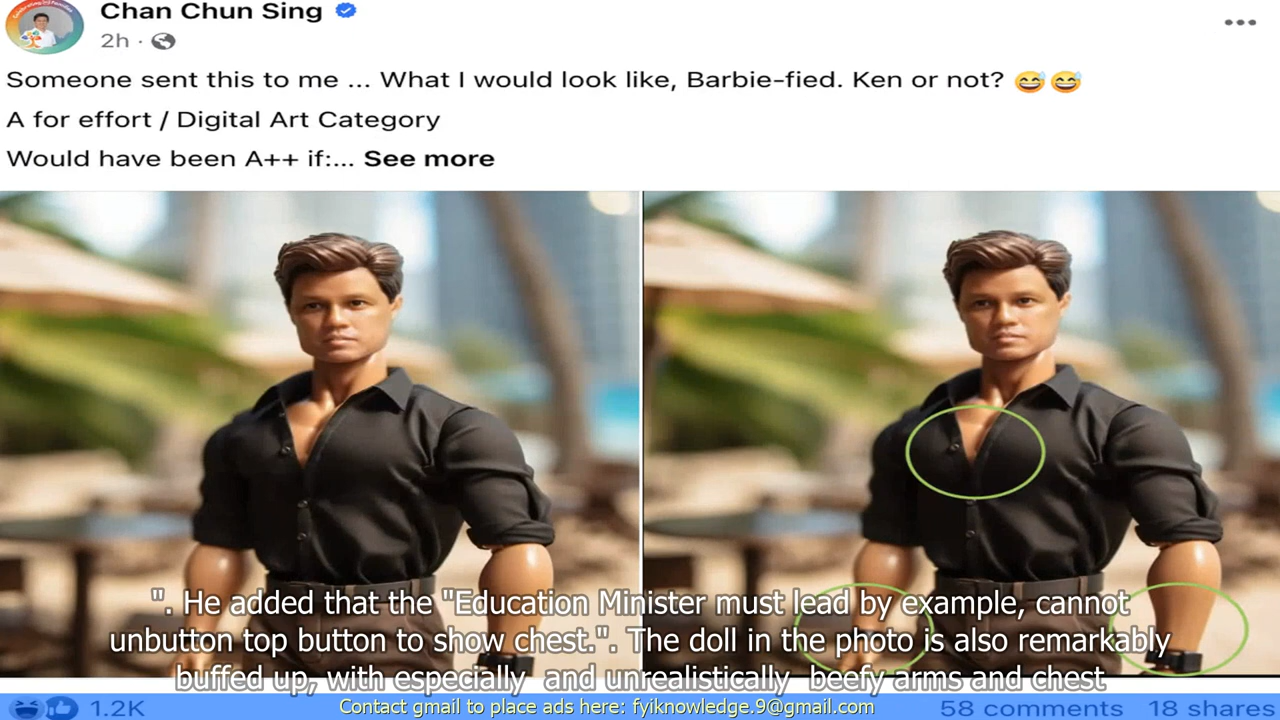 Chan Chun Sing
2h ·
Someone sent this to me ... What I would look like, Barbie-fied. Ken or not? 😅😅
A for effort / Digital Art Category
Would have been A++ if:... See more
". He added that the "Education Minister must lead by example, cannot
unbutton top button to show chest.". The doll in the photo is also remarkably
buffed up, with especially and unrealistically beefy arms and chest
1.2K
Contact gmail to place ads here: fyiknowledge.9@gmail.com
58 comments 18 shares